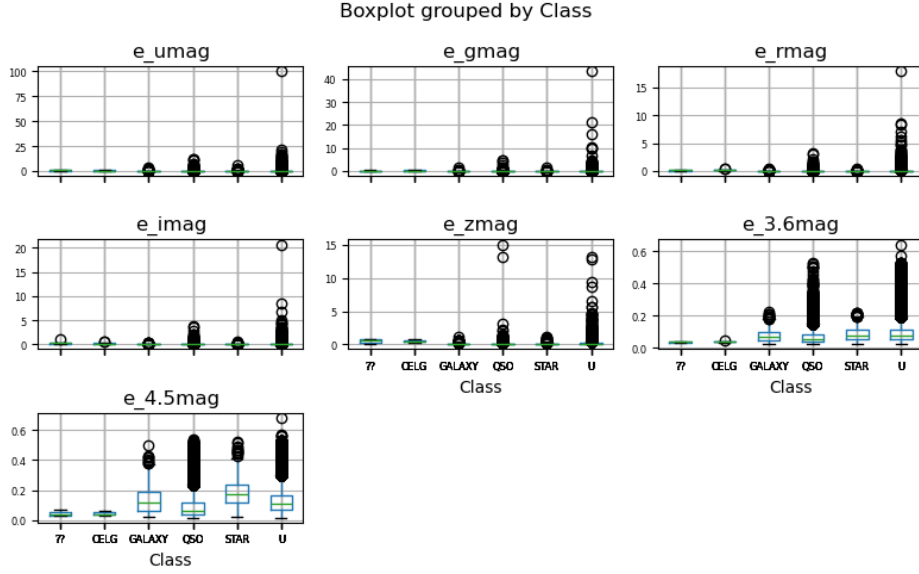 Boxplot grouped by Class
e_umag
e_gmag
e_rmag
100
75
50
25
0
40
30
20
10
0
15
10
5
0
e_imag
e_zmag
e_3.6mag
20
15
10
5
0
15
10
5
0
0.6
0.4
0.2
0.0
?? CELG GALAXY QSO STAR U
?? CELG GALAXY QSO STAR U
Class
Class
e_4.5mag
0.6
0.4
0.2
0.0
?? CELG GALAXY QSO STAR U
Class